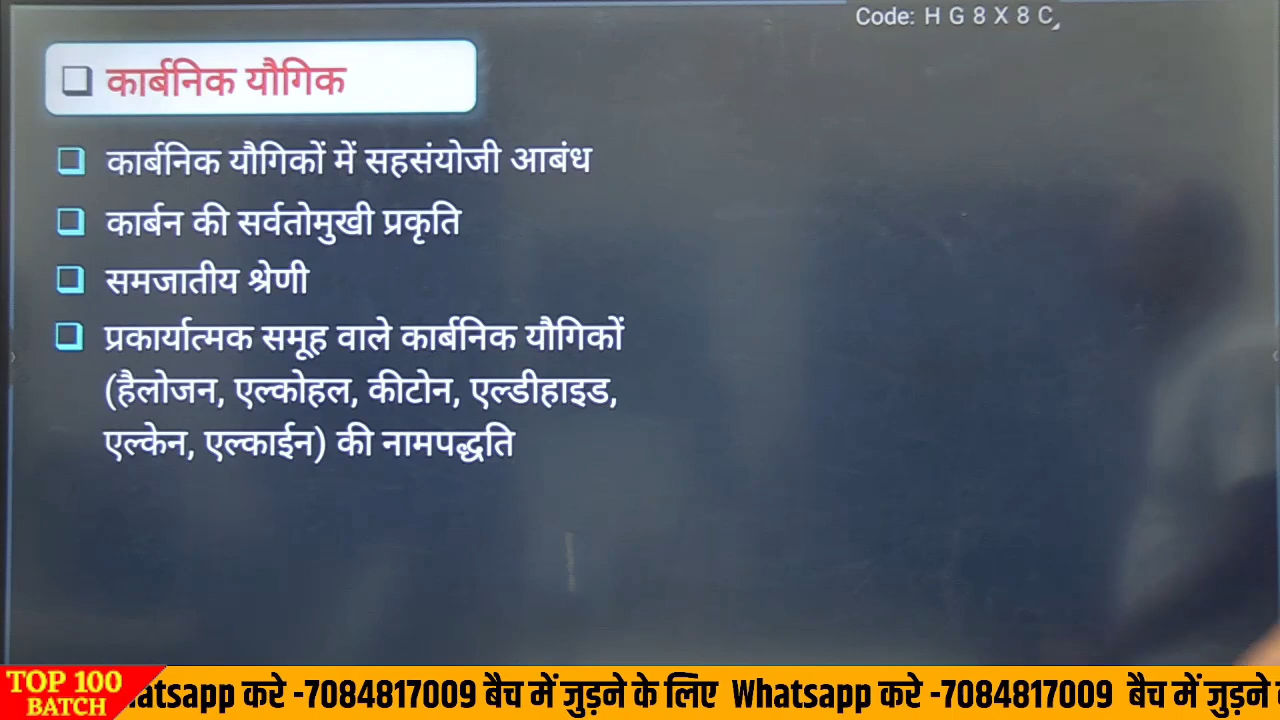 Code: H G 8 X 8 C
❑ कार्बनिक यौगिक
❑ कार्बनिक यौगिकों में सहसंयोजी आबंध
❑ कार्बन की सर्वतोमुखी प्रकृति
❑ समजातीय श्रेणी
❑ प्रकार्यात्मक समूह वाले कार्बनिक यौगिकों
(हैलोजन, एल्कोहल, कीटोन, एल्डीहाइड,
एल्केन, एल्काईन) की नामपद्धति
TOP 100
BATCH
atsapp करे -7084817009 बैच में जुड़ने के लिए Whatsapp करे -7084817009 बैच में जुड़ने